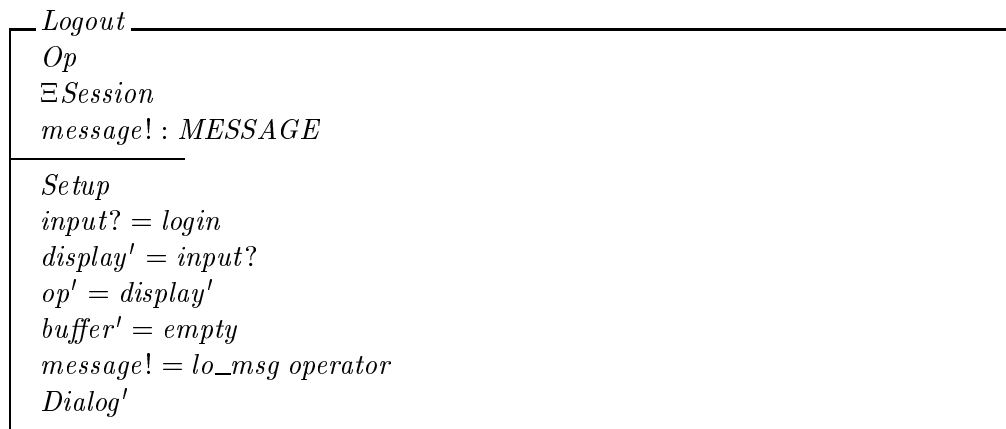 Logout
Op
ΞSession
message! : MESSAGE
Setup
input? = login
display′ = input?
op′ = display′
buffer′ = empty
message! = lo_msg operator
Dialog′